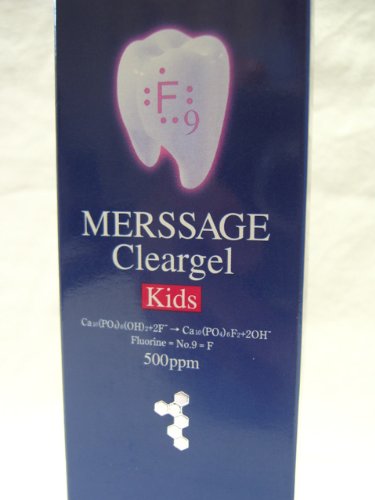 F
9
MERSSAGE
Cleargel
Kids
Ca₁₀(PO₄)₆(OH)₂+2F⁻ → Ca₁₀(PO₄)₆F₂+2OH⁻
Fluorine = No.9 = F
500ppm